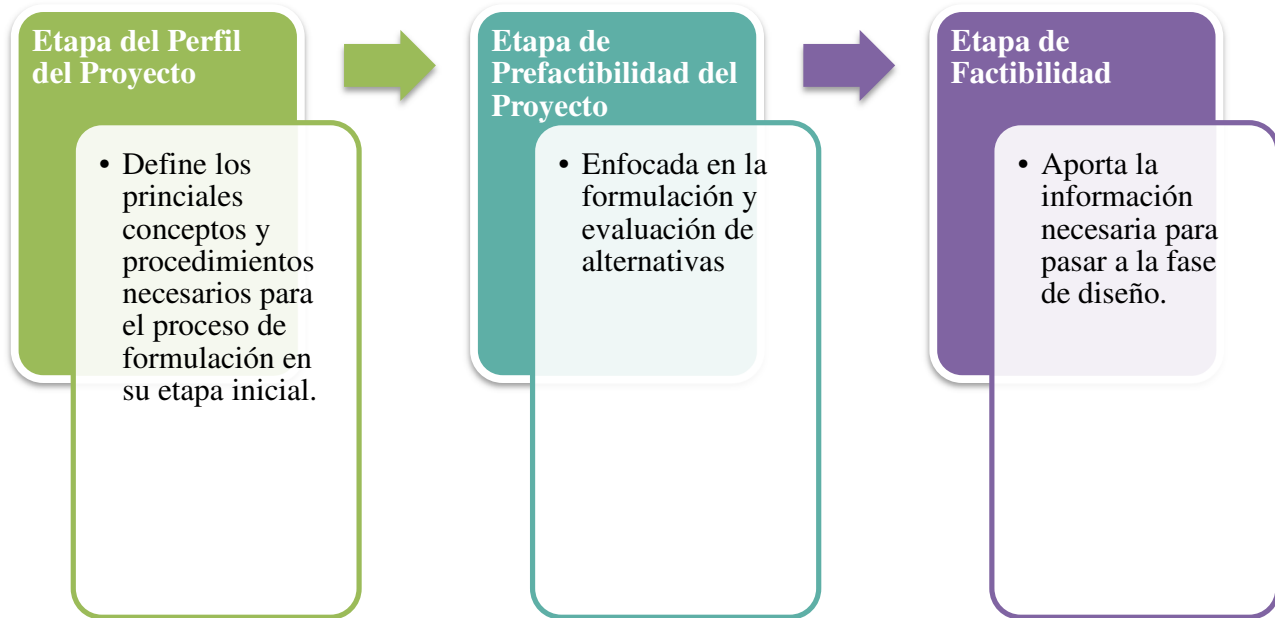 Etapa del Perfil
del Proyecto
• Define los
princiales
conceptos y
procedimientos
necesarios para
el proceso de
formulación en
su etapa inicial.
Etapa de
Prefactibilidad del
Proyecto
• Enfocada en la
formulación y
evaluación de
alternativas
Etapa de
Factibilidad
• Aporta la
información
necesaria para
pasar a la fase
de diseño.